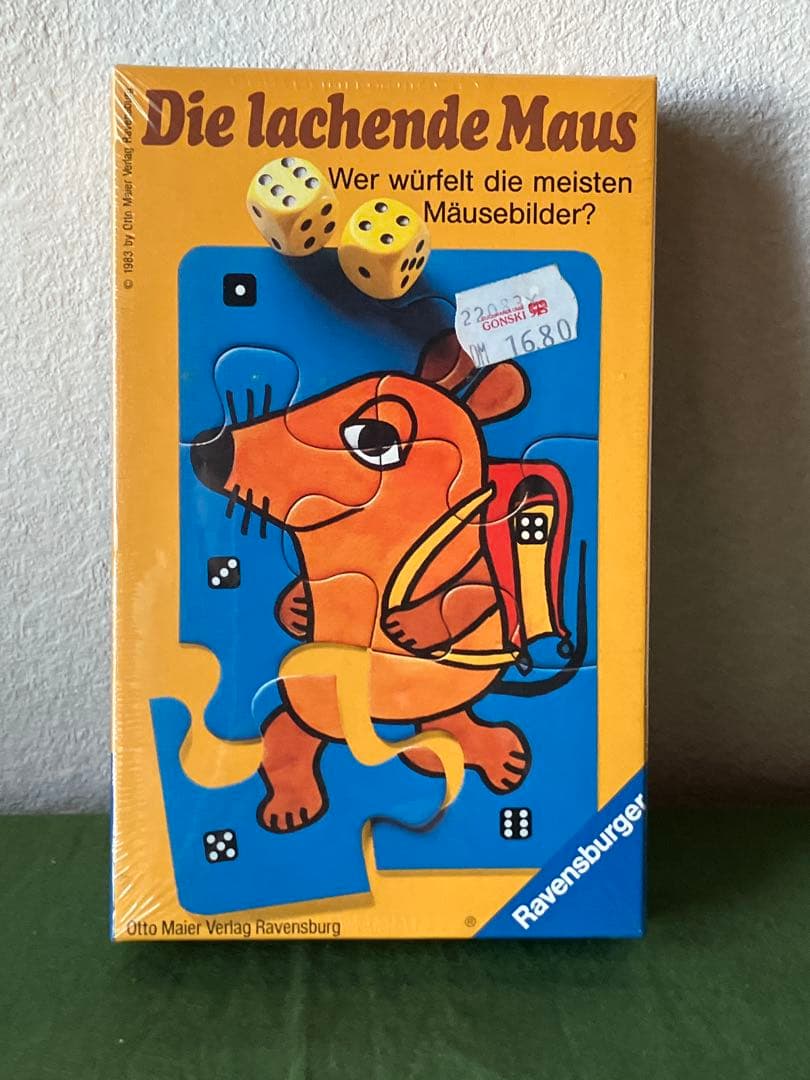 Die lachende Maus
Wer würfelt die meisten
Mäusebilder?
© 1983 by Otto Maier Verlag Ravensburg
GONSKI
DM 16.80
Otto Maier Verlag Ravensburg
®
Ravensburger